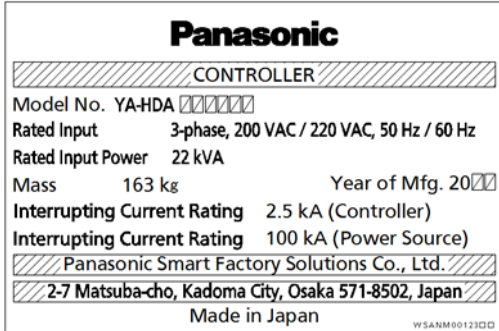 Panasonic
CONTROLLER
Model No. YA-HDA
Rated Input 3-phase, 200 VAC / 220 VAC, 50 Hz / 60 Hz
Rated Input Power 22 kVA
Mass 163 kg Year of Mfg. 20
Interrupting Current Rating 2.5 kA (Controller)
Interrupting Current Rating 100 kA (Power Source)
Panasonic Smart Factory Solutions Co., Ltd.
2-7 Matsuba-cho, Kadoma City, Osaka 571-8502, Japan
Made in Japan
WSANM00123□□